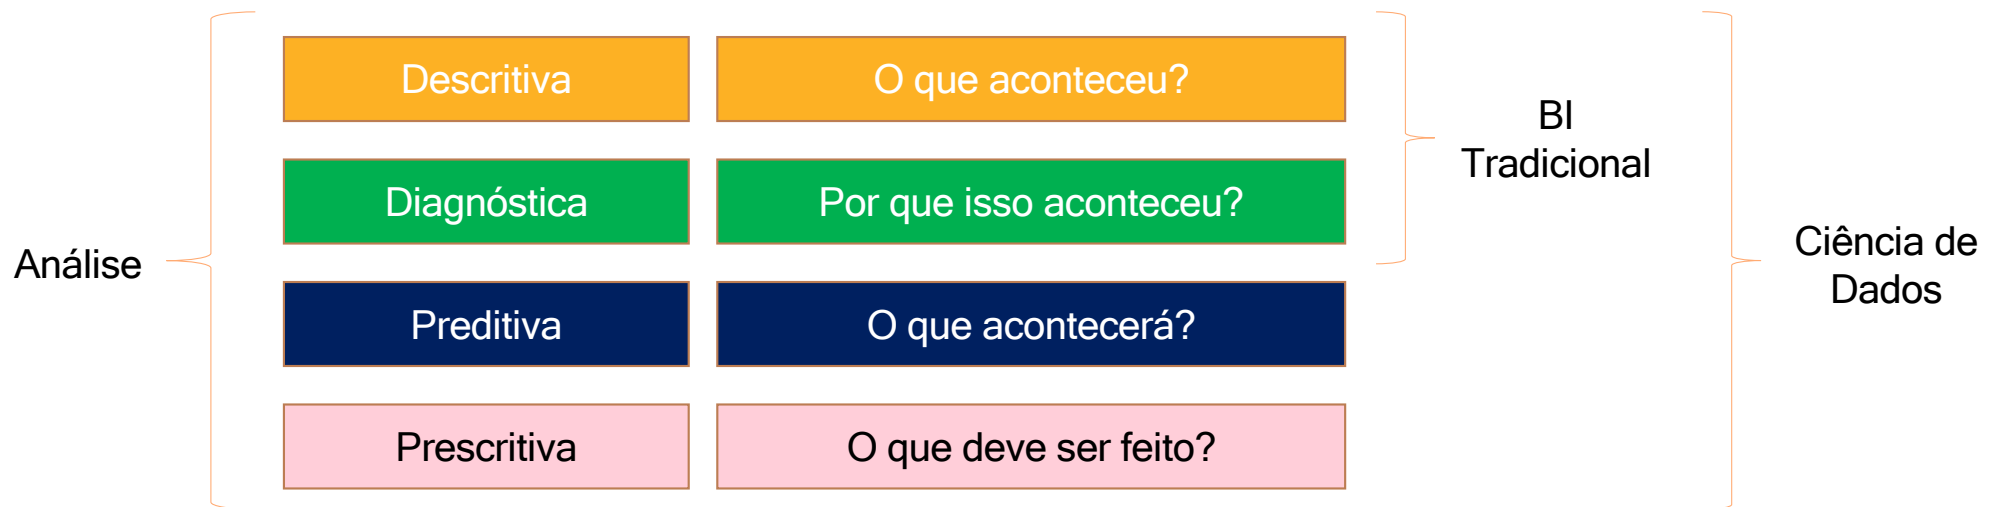 Análise
Descritiva
O que aconteceu?
Diagnóstica
Por que isso aconteceu?
Preditiva
O que acontecerá?
Prescritiva
O que deve ser feito?
BI
Tradicional
Ciência de
Dados